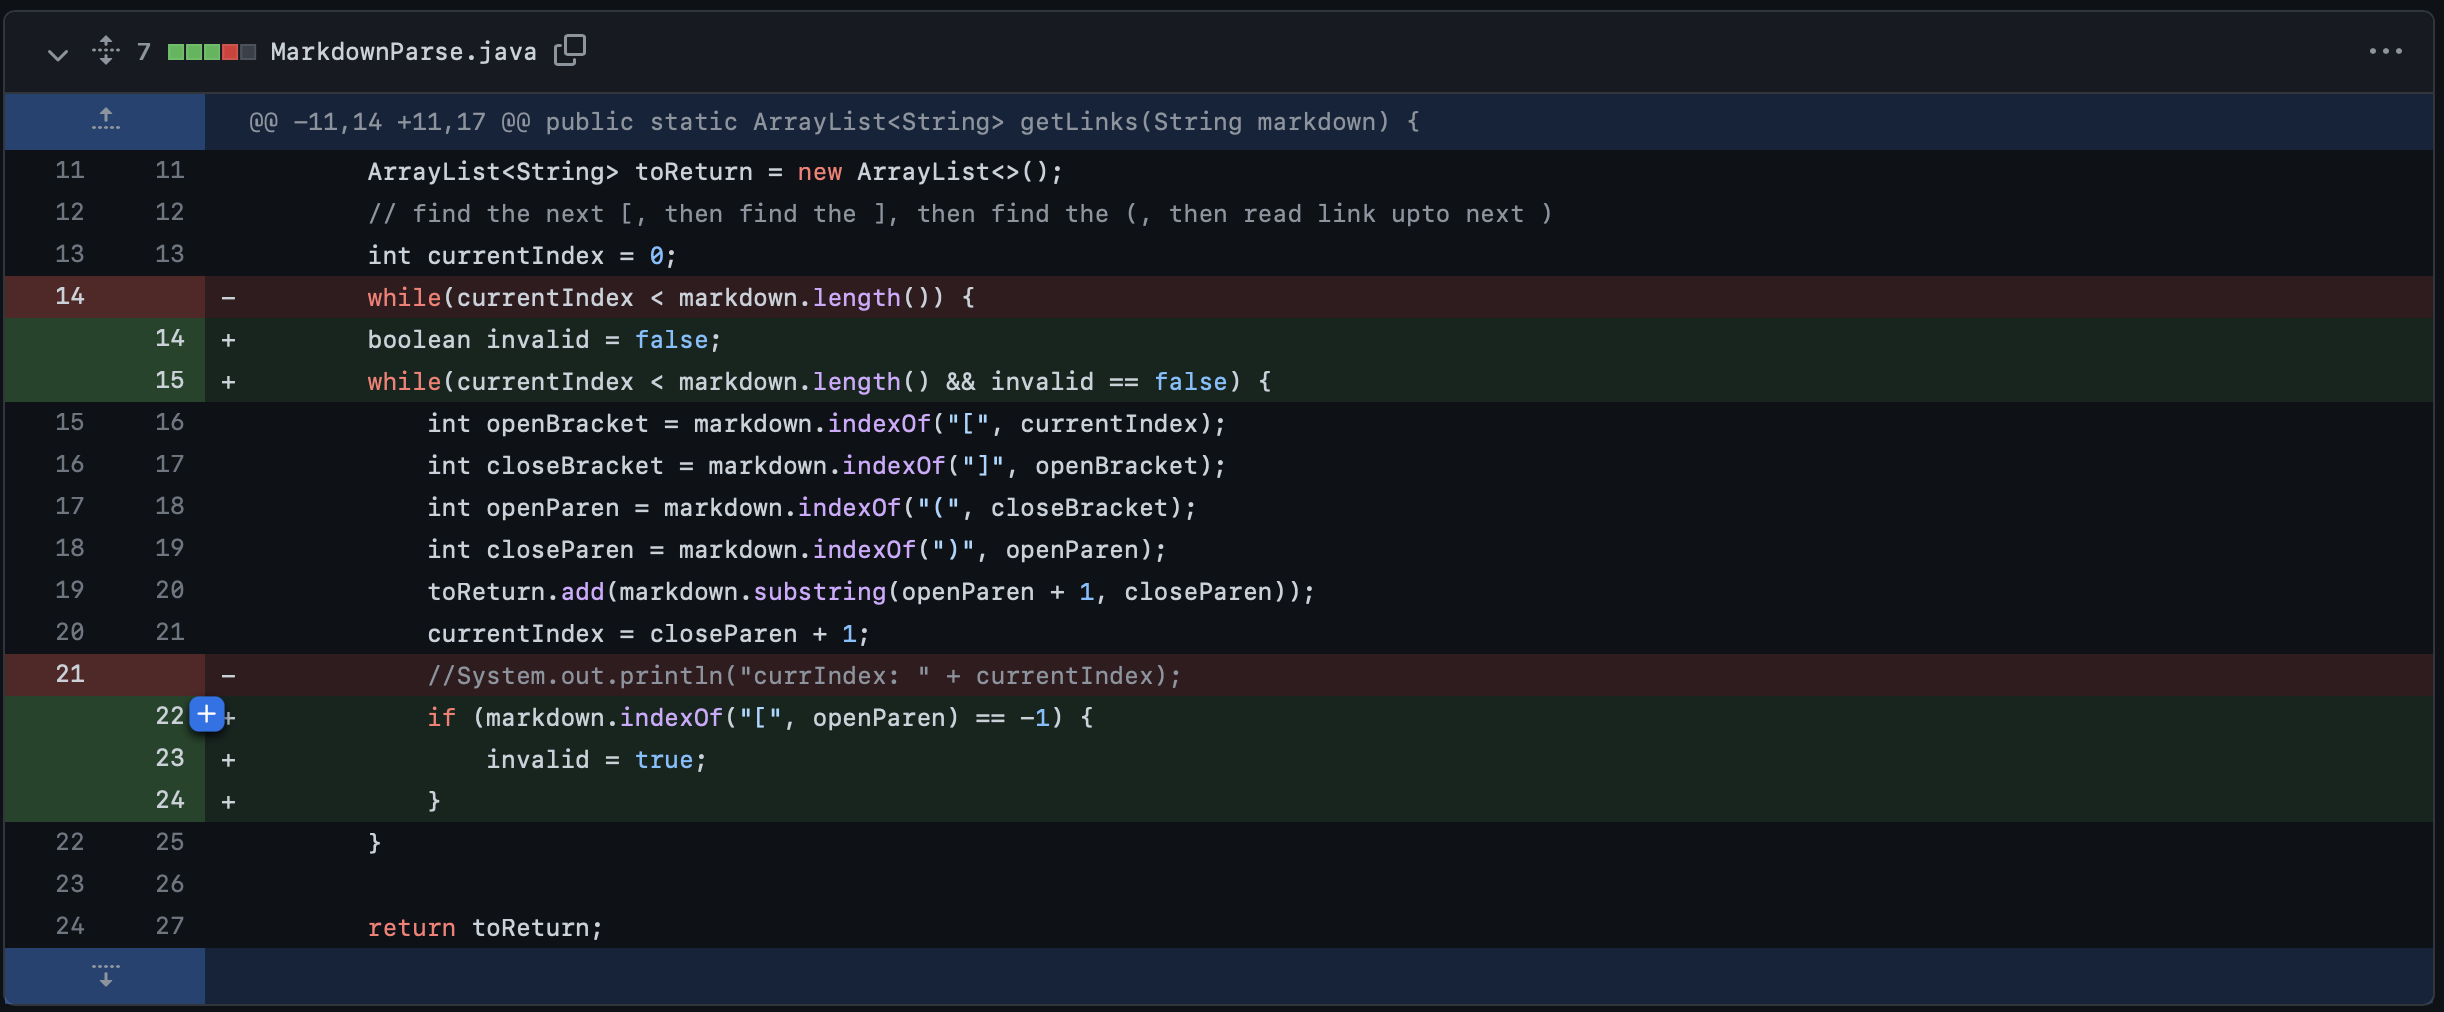 7 MarkdownParse.java
@@ -11,14 +11,17 @@ public static ArrayList<String> getLinks(String markdown) {
11 11 ArrayList<String> toReturn = new ArrayList<>();
12 12 // find the next [, then find the ], then find the (, then read link upto next )
13 13 int currentIndex = 0;
14 - while(currentIndex < markdown.length()) {
14 + boolean invalid = false;
15 + while(currentIndex < markdown.length() && invalid == false) {
15 16 int openBracket = markdown.indexOf("[", currentIndex);
16 17 int closeBracket = markdown.indexOf("]", openBracket);
17 18 int openParen = markdown.indexOf("(", closeBracket);
18 19 int closeParen = markdown.indexOf(")", openParen);
19 20 toReturn.add(markdown.substring(openParen + 1, closeParen));
20 21 currentIndex = closeParen + 1;
21 - //System.out.println("currIndex: " + currentIndex);
22 + if (markdown.indexOf("[", openParen) == -1) {
23 + invalid = true;
24 + }
22 25 }
23 26
24 27 return toReturn;